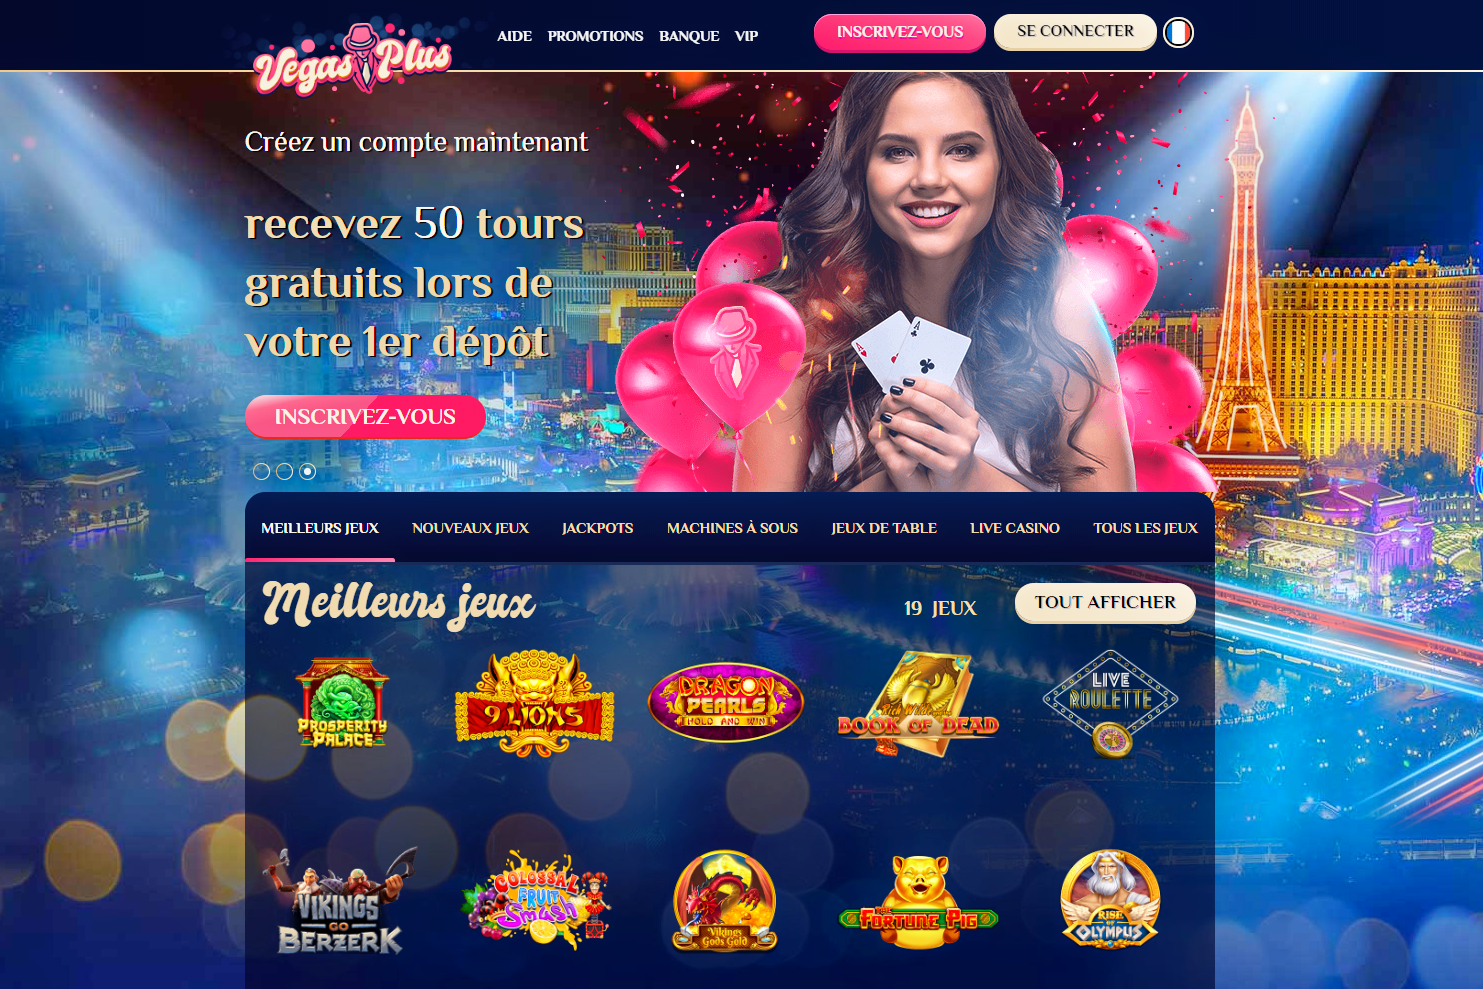 Vegas Plus
AIDE PROMOTIONS BANQUE VIP
INSCRIVEZ-VOUS
SE CONNECTER
Créez un compte maintenant
recevez 50 tours
gratuits lors de
votre 1er dépôt
INSCRIVEZ-VOUS
A
A
MEILLEURS JEUX NOUVEAUX JEUX JACKPOTS MACHINES À SOUS JEUX DE TABLE LIVE CASINO TOUS LES JEUX
Meilleurs jeux
19 JEUX
TOUT AFFICHER
PROSPERITY
PALACE
9 LIONS
DRAGON
PEARLS
HOLD AND WIN
BOOK OF DEAD
LIVE
ROULETTE
VIKINGS
GO
BERZERK
COLOSSAL
FRUIT
Smash
Vikings
Gods Gold
THE
FORTUNE PIG
RISE
OF
OLYMPUS